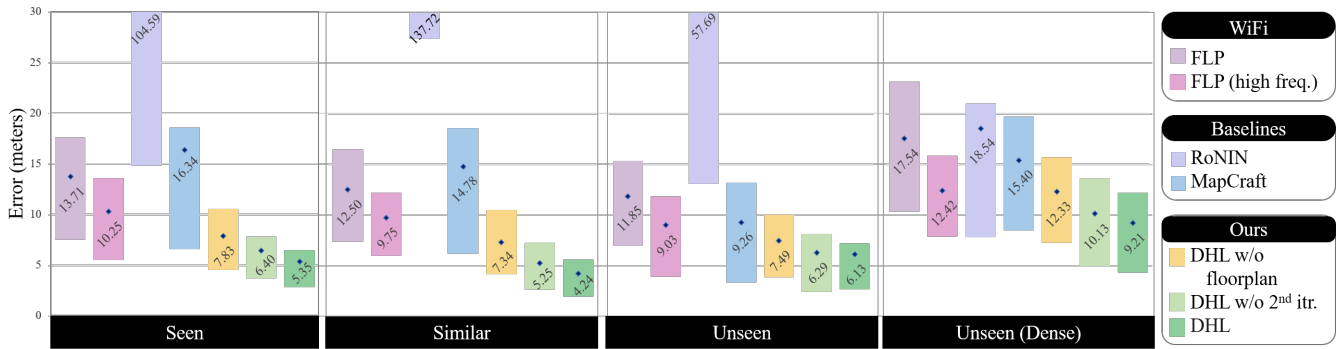 Error (meters)
30
25
20
15
10
5
0
13.71
10.25
104.59
16.34
7.83
6.40
5.35
Seen
12.50
9.75
137.72
14.78
7.34
5.25
4.24
Similar
11.85
9.03
57.69
9.26
7.49
6.29
6.13
Unseen
17.54
12.42
18.54
15.40
12.33
10.13
9.21
Unseen (Dense)
WiFi
FLP
FLP (high freq.)
Baselines
RoNIN
MapCraft
Ours
DHL w/o
floorplan
DHL w/o 2nd itr.
DHL